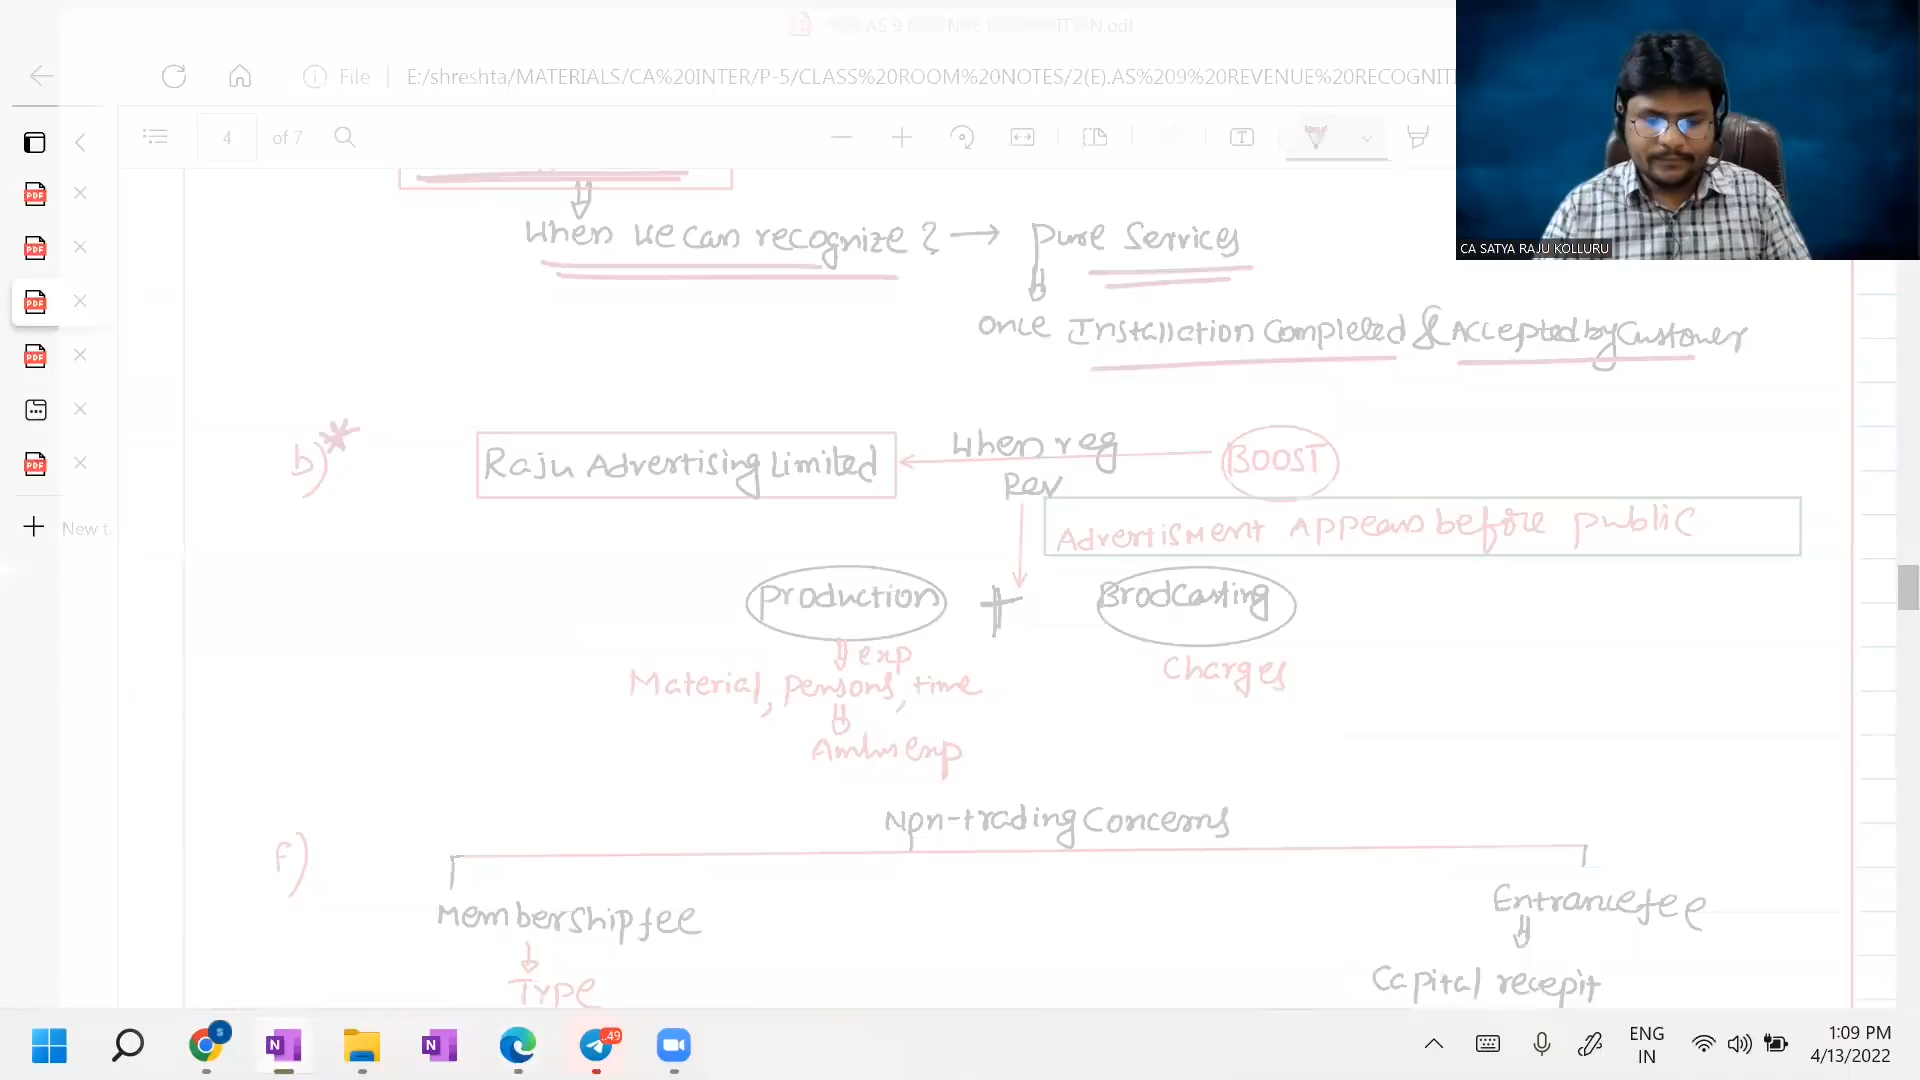 File
E:/shreshta/MATERIALS/CA%20INTER/P-5/CLASS%20ROOM%20NOTES/2(E).AS%209%20REVENUE%20RECOGNITI
4 of 7
CA SATYA RAJU KOLLURU
When we can recognize? → Pure Services
Once Installation Completed & Accepted by Customer
b)*
Raju Advertising Limited
When reg
Rev
BOOST
Advertisment Appears before public
New t
Production + Brodcasting
exp
Charges
Material, persons, time
exp
Non-trading Concerns
F)
Membership fee
Entrance fee
Type
Capital recepit
49
ENG
IN
1:09 PM
4/13/2022